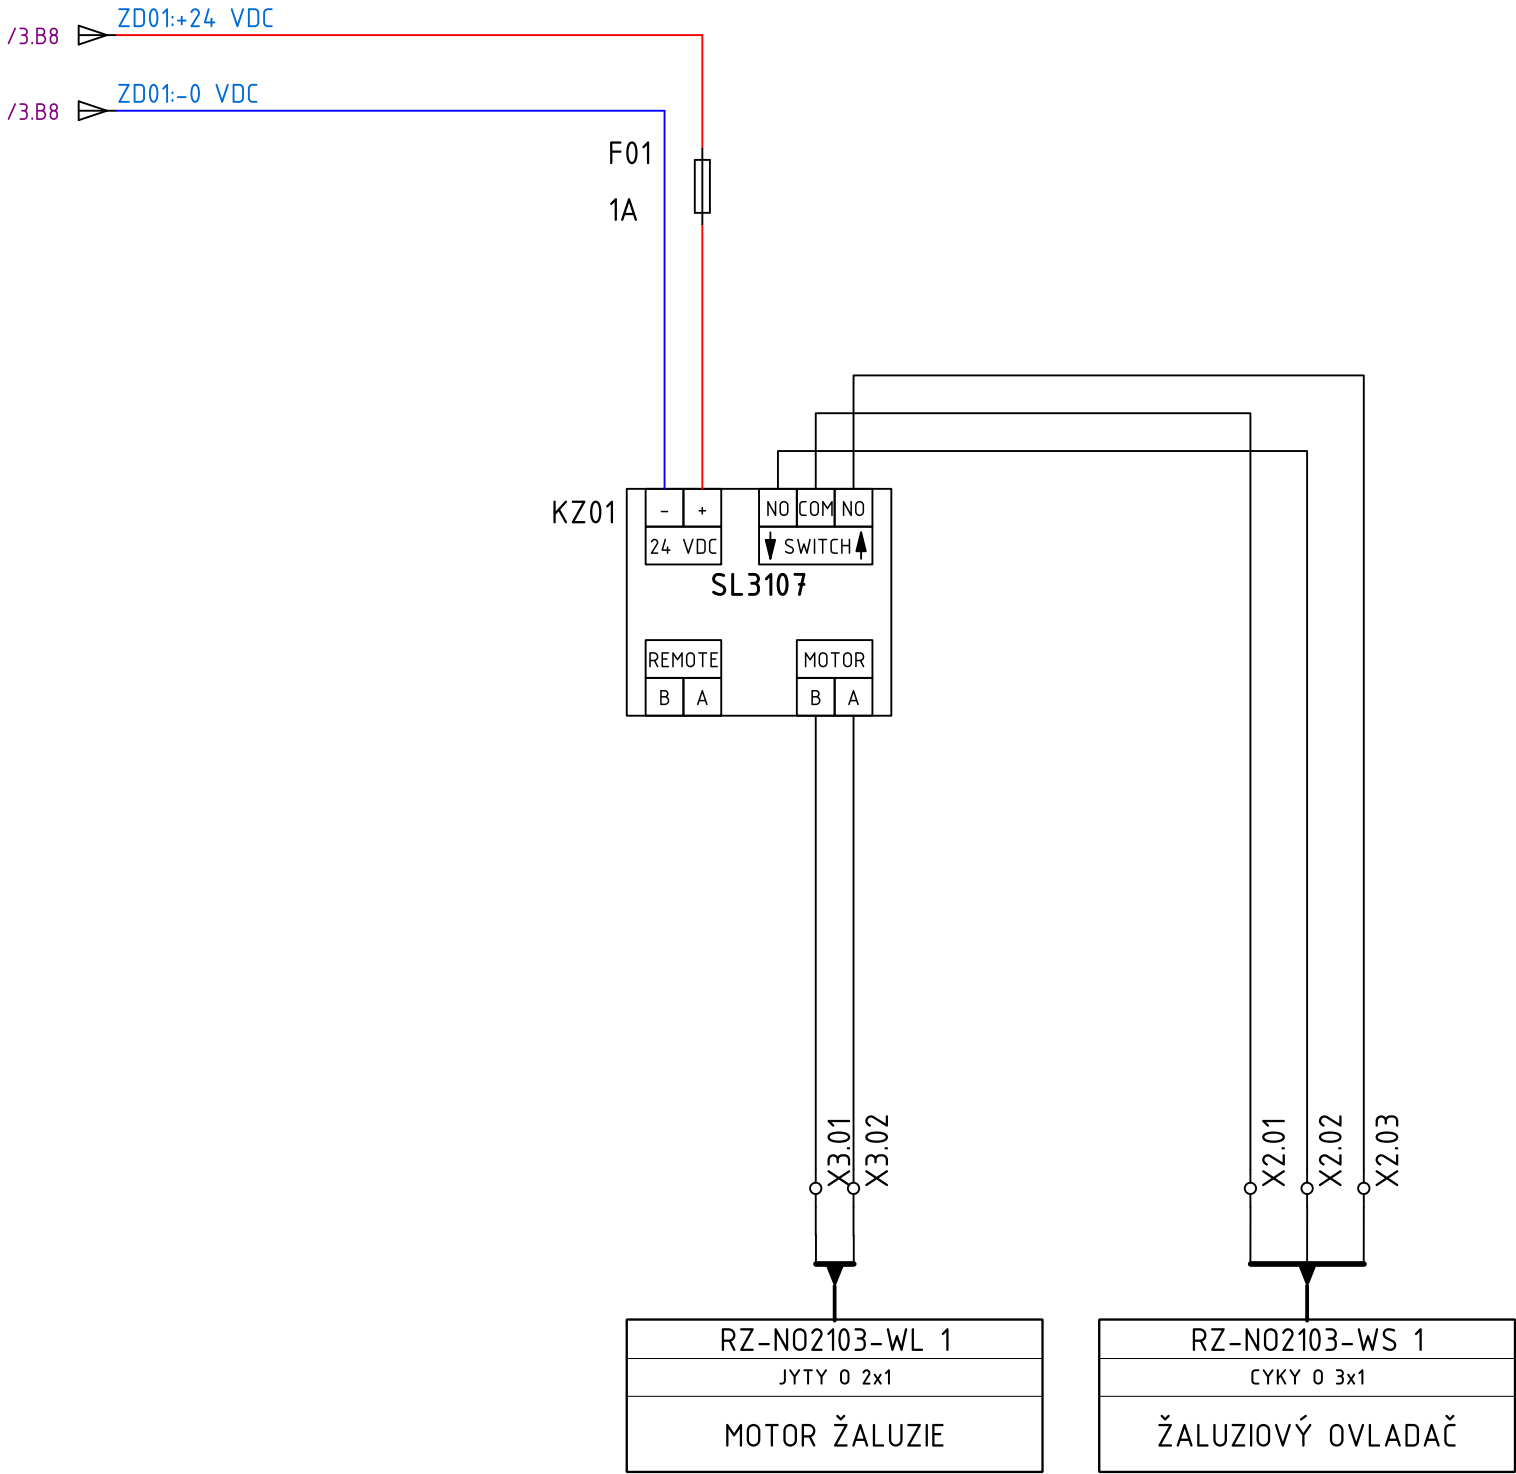 /3.B8 ZD01:+24 VDC
/3.B8 ZD01:-0 VDC
F01
1A
KZ01
- + NO COM NO
24 VDC SWITCH
SL3107
REMOTE MOTOR
B A B A
X3.01 X3.02 X2.01 X2.02 X2.03
RZ-NO2103-WL 1
JYTY O 2x1
MOTOR ŽALUZIE
RZ-NO2103-WS 1
CYKY O 3x1
ŽALUZIOVÝ OVLADAČ